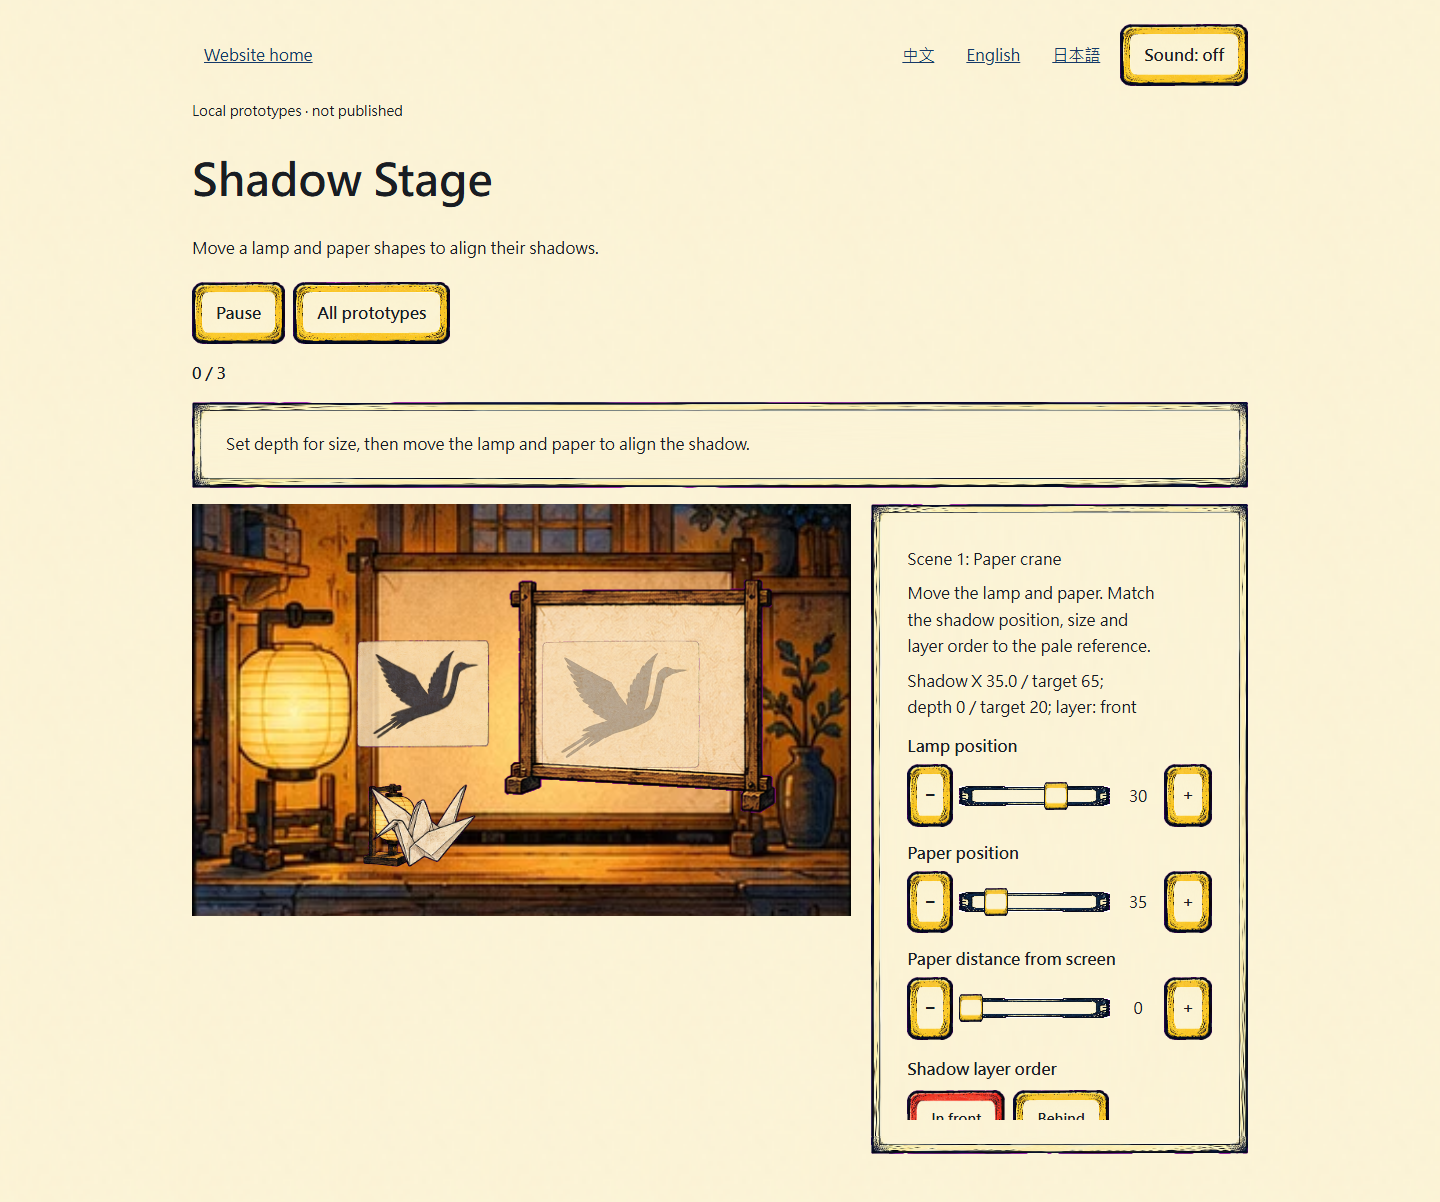 Website home
中文
English
日本語
Sound: off
Local prototypes · not published
Shadow Stage
Move a lamp and paper shapes to align their shadows.
Pause
All prototypes
0 / 3
Set depth for size, then move the lamp and paper to align the shadow.
Scene 1: Paper crane
Move the lamp and paper. Match
the shadow position, size and
layer order to the pale reference.
Shadow X 35.0 / target 65;
depth 0 / target 20; layer: front
Lamp position
− 30 +
Paper position
− 35 +
Paper distance from screen
− 0 +
Shadow layer order
In front
Behind